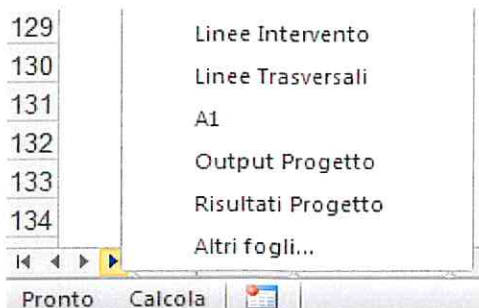 129
Linee Intervento
130
Linee Trasversali
131
A1
132
Output Progetto
133
Risultati Progetto
134
Altri fogli...
Pronto Calcola